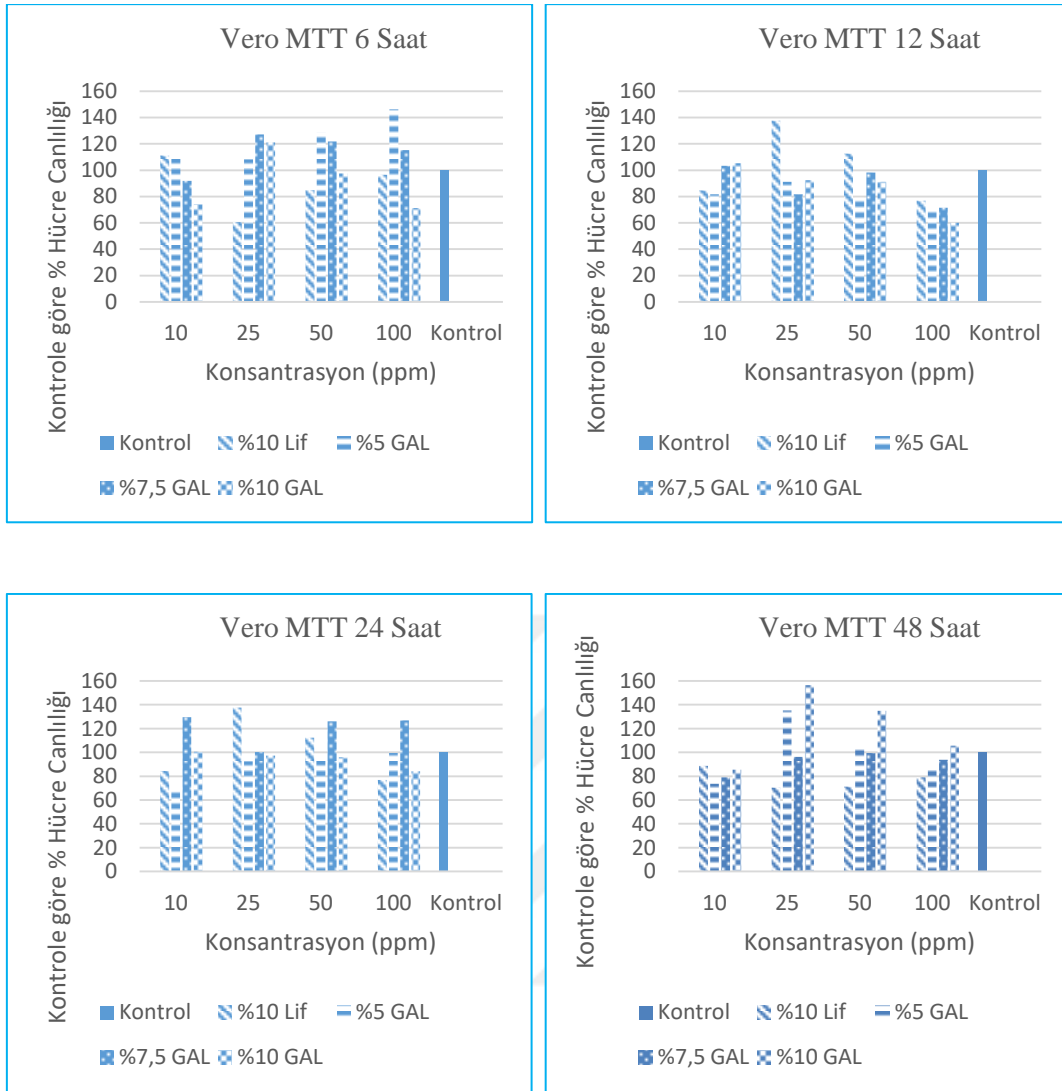 Vero MTT 6 Saat
Kontrole göre % Hücre Canlılığı
160
140
120
100
80
60
40
20
0
10 25 50 100 Kontrol
Konsantrasyon (ppm)
Kontrol %10 Lif %5 GAL
%7,5 GAL %10 GAL
Vero MTT 12 Saat
Kontrole göre % Hücre Canlılığı
160
140
120
100
80
60
40
20
0
10 25 50 100 Kontrol
Konsantrasyon (ppm)
Kontrol %10 Lif %5 GAL
%7,5 GAL %10 GAL
Vero MTT 24 Saat
Kontrole göre % Hücre Canlılığı
160
140
120
100
80
60
40
20
0
10 25 50 100 Kontrol
Konsantrasyon (ppm)
Kontrol %10 Lif %5 GAL
%7,5 GAL %10 GAL
Vero MTT 48 Saat
Kontrole göre % Hücre Canlılığı
160
140
120
100
80
60
40
20
0
10 25 50 100 Kontrol
Konsantrasyon (ppm)
Kontrol %10 Lif %5 GAL
%7,5 GAL %10 GAL